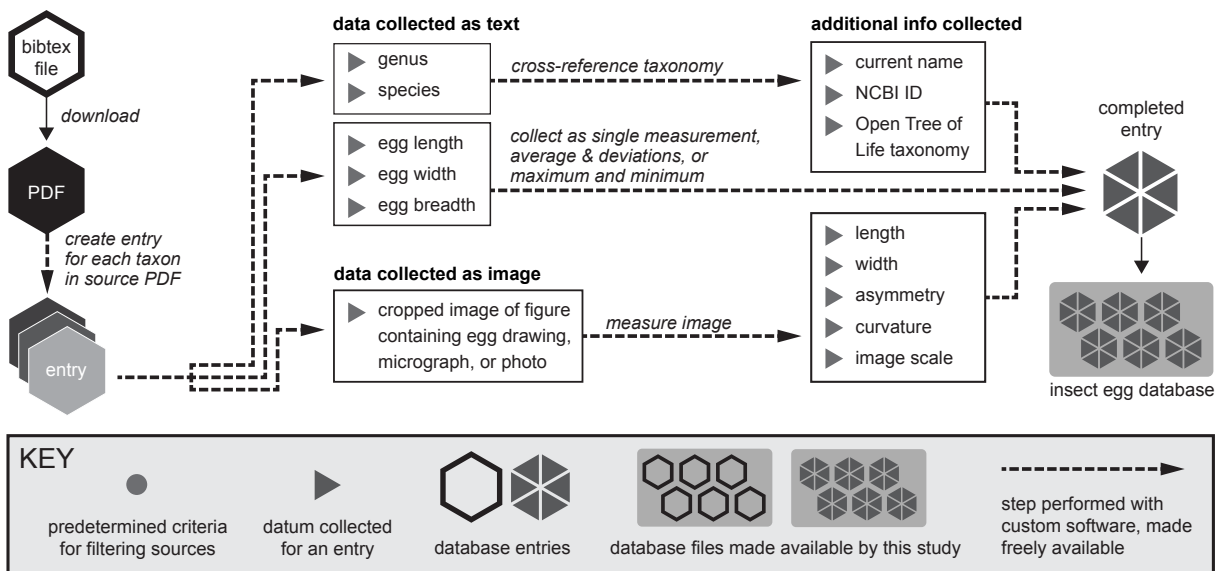 bibtex
file
download
PDF
create entry
for each taxon
in source PDF
entry
data collected as text
genus
species
egg length
egg width
egg breadth
data collected as image
cropped image of figure
containing egg drawing,
micrograph, or photo
cross-reference taxonomy
collect as single measurement,
average & deviations, or
maximum and minimum
measure image
additional info collected
current name
NCBI ID
Open Tree of
Life taxonomy
length
width
asymmetry
curvature
image scale
completed
entry
insect egg database
KEY
predetermined criteria
for filtering sources
datum collected
for an entry
database entries
database files made available by this study
step performed with
custom software, made
freely available